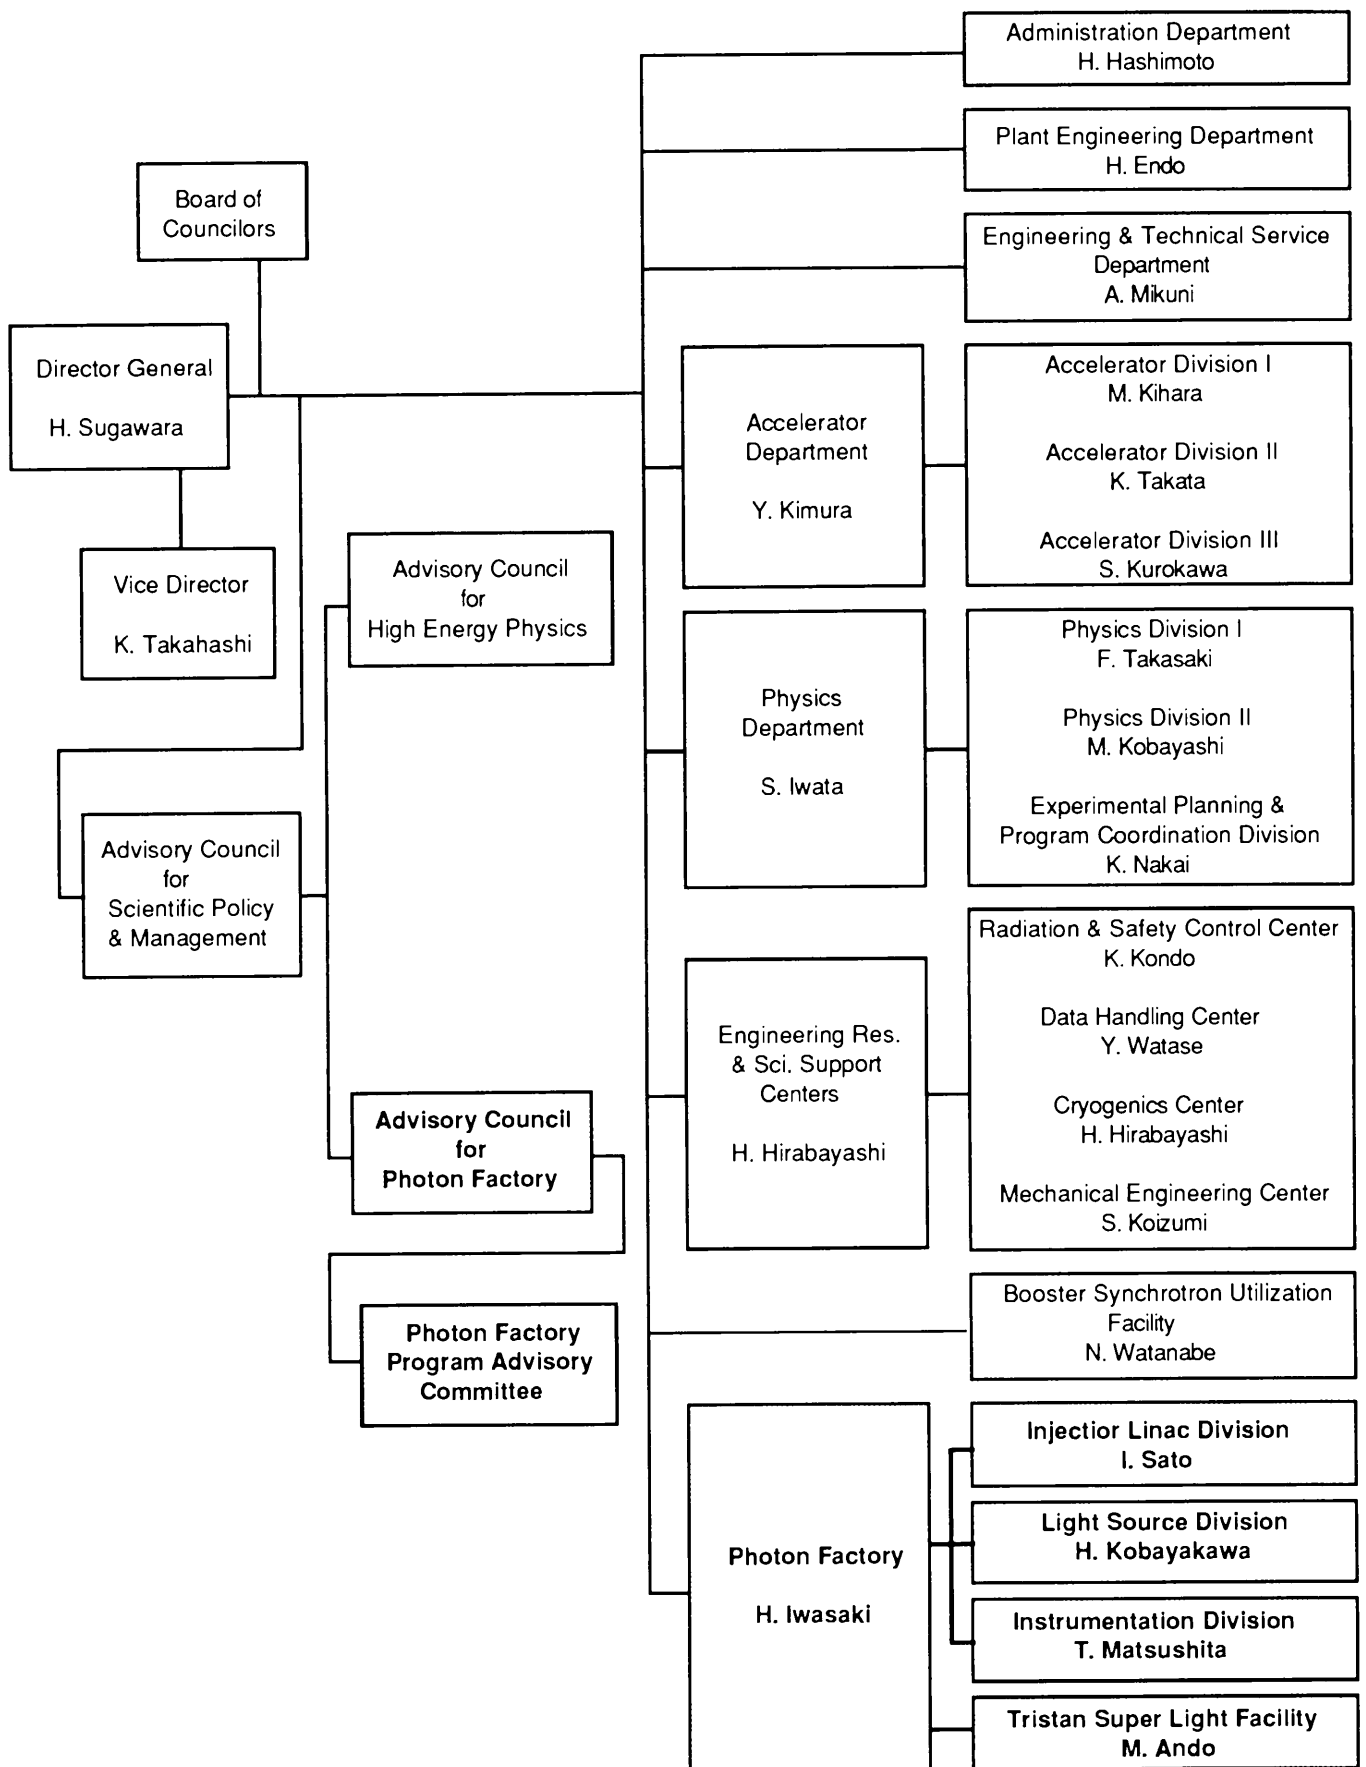 Administration Department
H. Hashimoto
Plant Engineering Department
H. Endo
Board of
Councilors
Engineering & Technical Service
Department
A. Mikuni
Director General
H. Sugawara
Vice Director
K. Takahashi
Accelerator
Department
Y. Kimura
Accelerator Division I
M. Kihara
Accelerator Division II
K. Takata
Accelerator Division III
S. Kurokawa
Advisory Council
for
High Energy Physics
Physics
Department
S. Iwata
Physics Division I
F. Takasaki
Physics Division II
M. Kobayashi
Experimental Planning &
Program Coordination Division
K. Nakai
Advisory Council
for
Scientific Policy
& Management
Engineering Res.
& Sci. Support
Centers
H. Hirabayashi
Radiation & Safety Control Center
K. Kondo
Data Handling Center
Y. Watase
Cryogenics Center
H. Hirabayashi
Mechanical Engineering Center
S. Koizumi
Advisory Council
for
Photon Factory
Photon Factory
Program Advisory
Committee
Booster Synchrotron Utilization
Facility
N. Watanabe
Photon Factory
H. Iwasaki
Injectior Linac Division
I. Sato
Light Source Division
H. Kobayakawa
Instrumentation Division
T. Matsushita
Tristan Super Light Facility
M. Ando